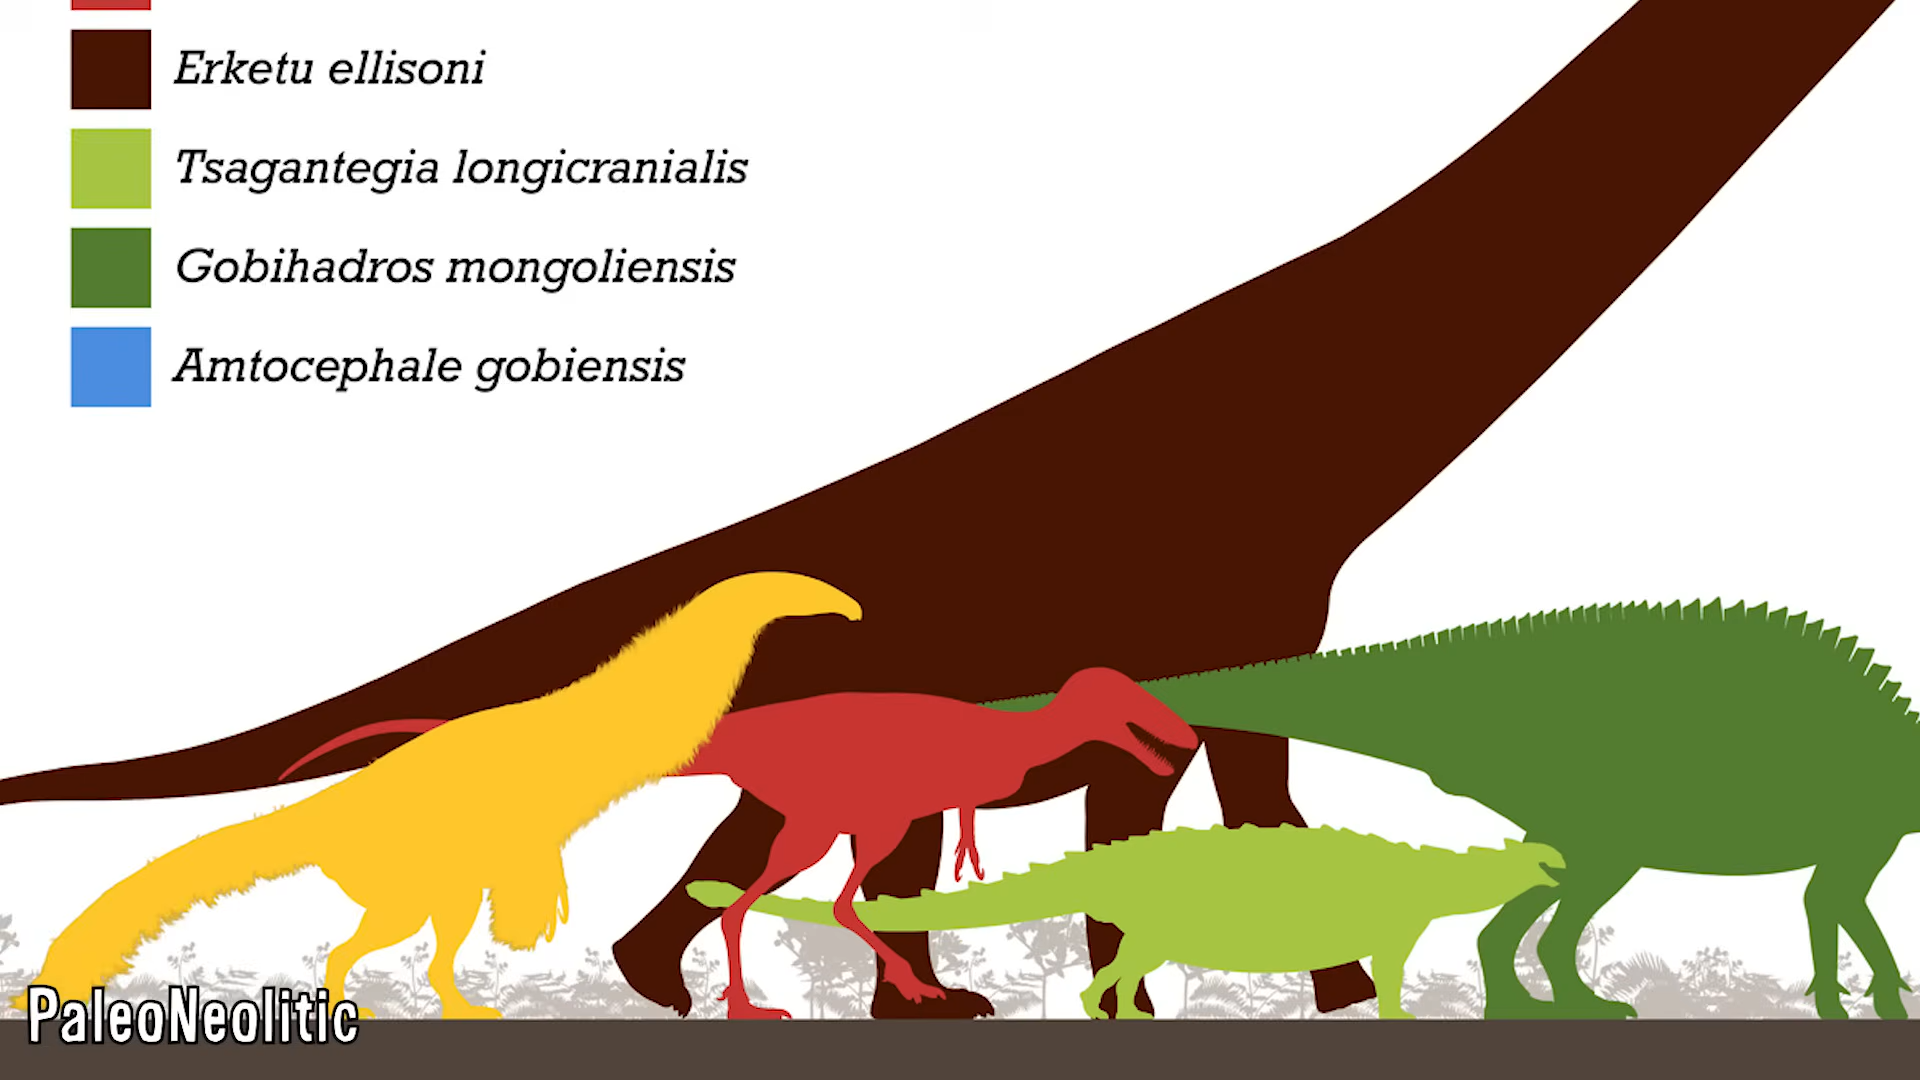 Erketu ellisoni
Tsagantegia longicranialis
Gobihadros mongoliensis
Amtocephale gobiensis
PaleoNeolitic